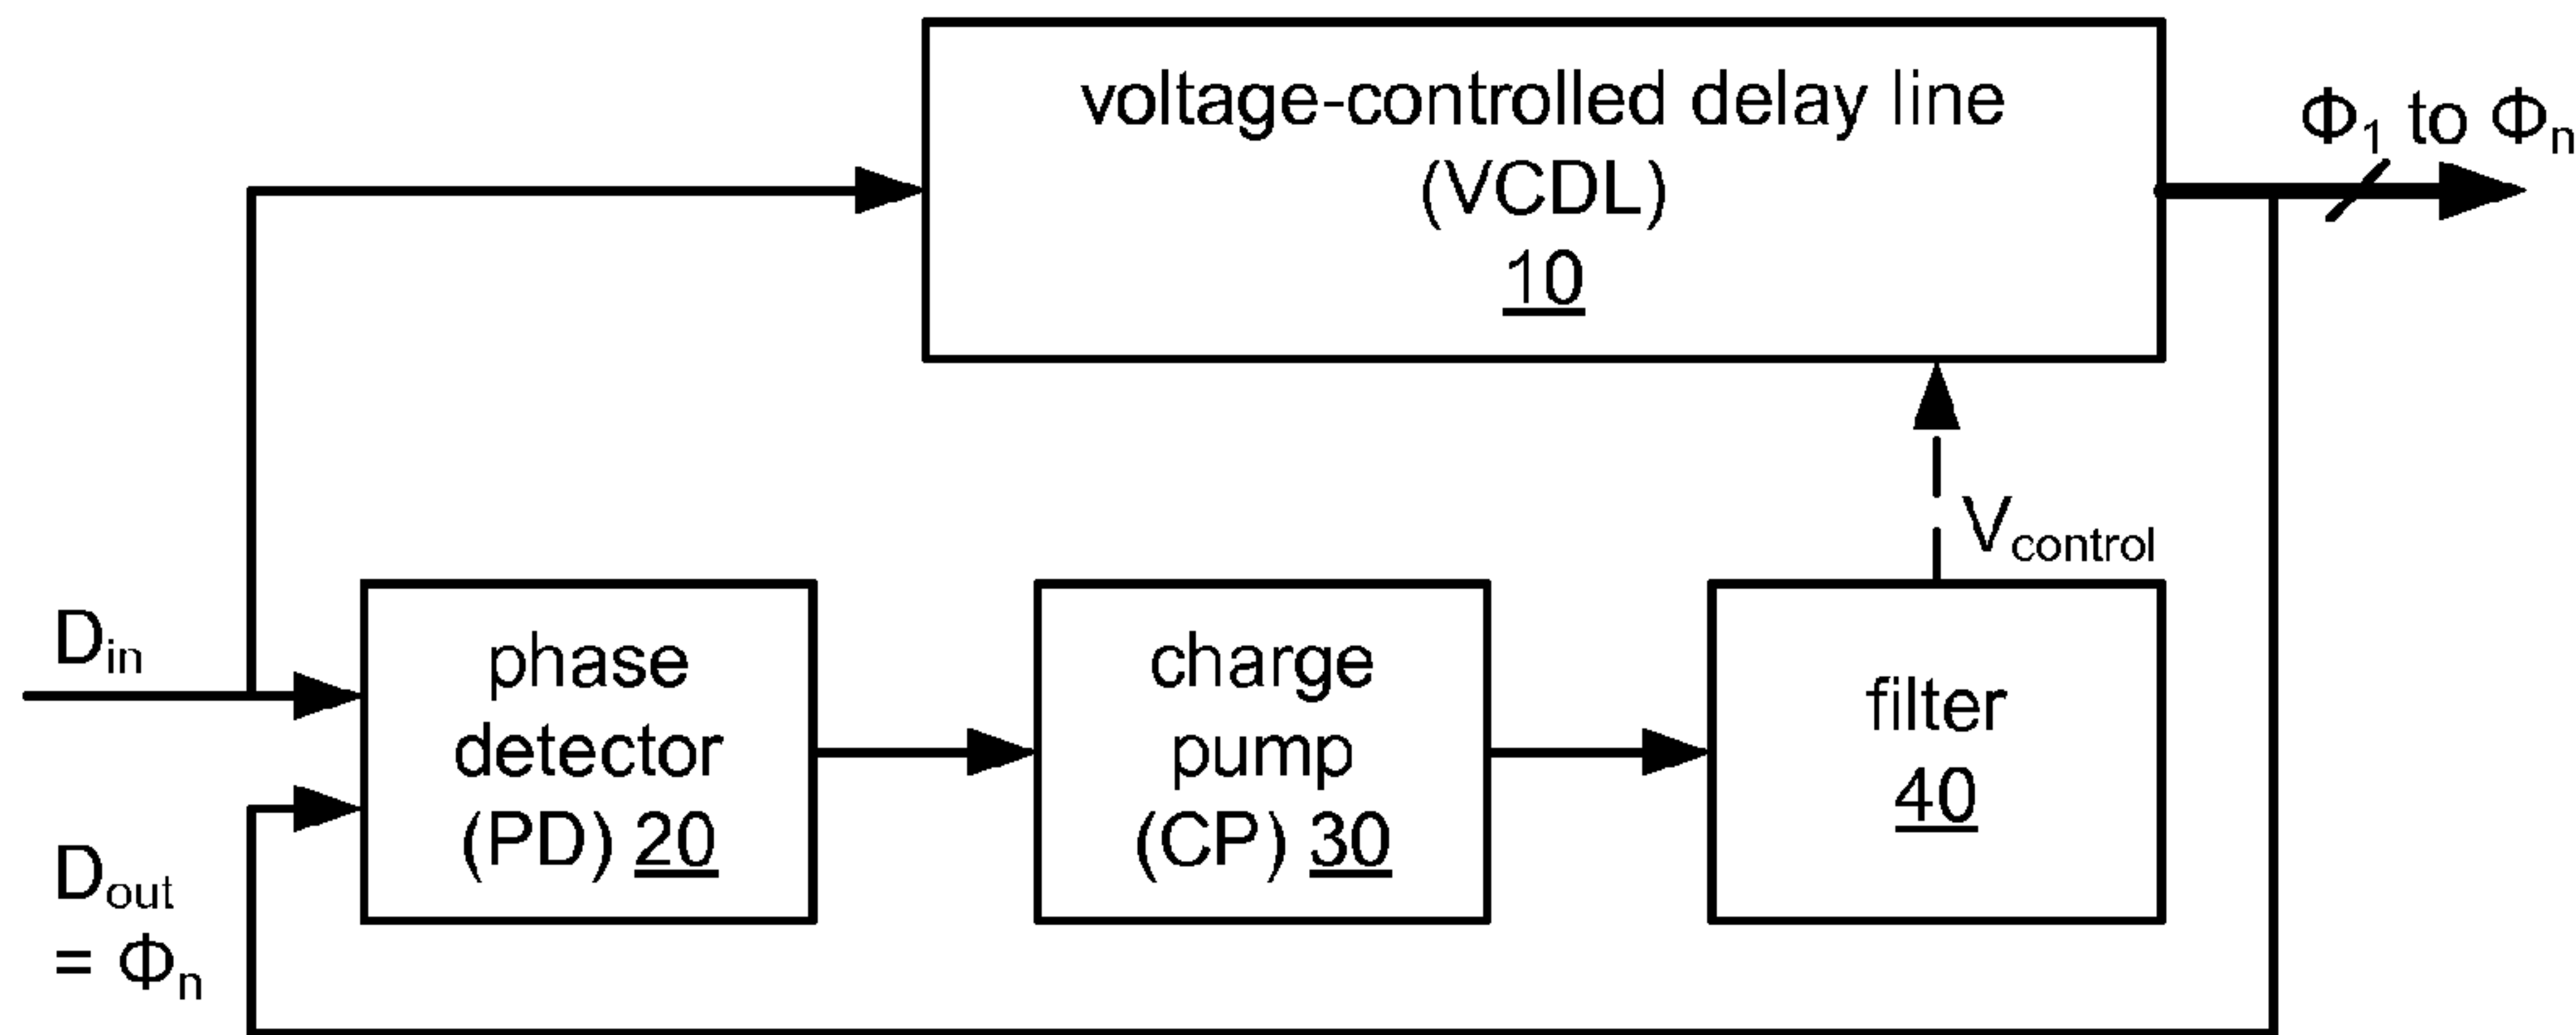 voltage-controlled delay line
(VCDL)
10
Φ1 to Φn
Vcontrol
Din
phase
detector
(PD) 20
charge
pump
(CP) 30
filter
40
Dout
= Φn